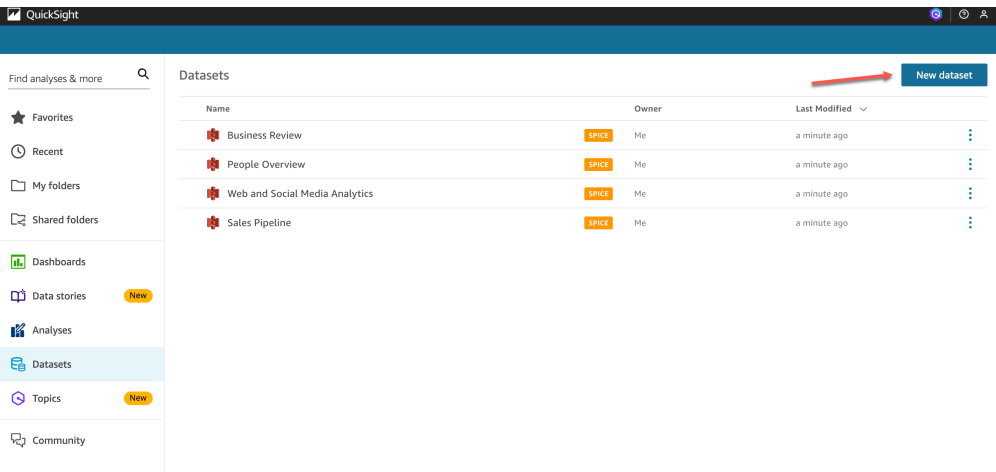 QuickSight
Find analyses & more
Favorites
Recent
My folders
Shared folders
Dashboards
Data stories New
Analyses
Datasets
Topics New
Community
Datasets
New dataset
Name Owner Last Modified
Business Review SPICE Me a minute ago
People Overview SPICE Me a minute ago
Web and Social Media Analytics SPICE Me a minute ago
Sales Pipeline SPICE Me a minute ago